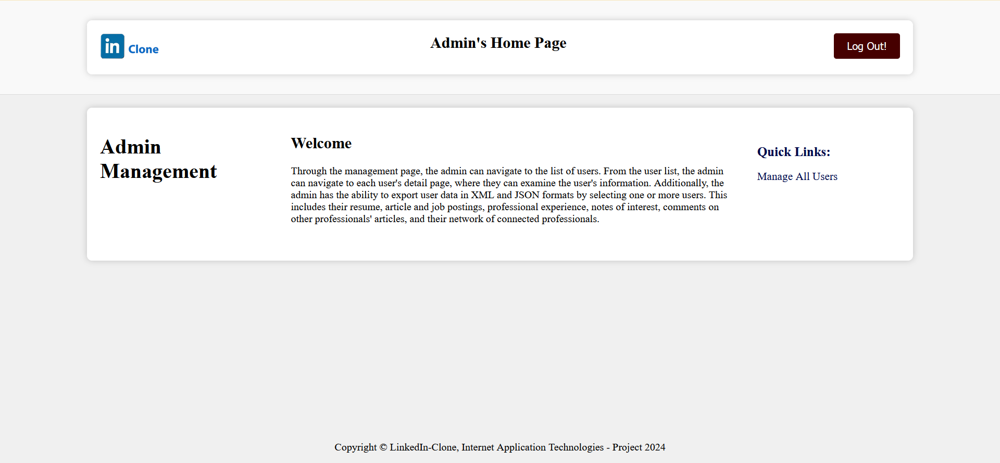 in Clone
Admin's Home Page
Log Out!
Admin
Management
Welcome
Through the management page, the admin can navigate to the list of users. From the user list, the admin
can navigate to each user's detail page, where they can examine the user's information. Additionally, the
admin has the ability to export user data in XML and JSON formats by selecting one or more users. This
includes their resume, article and job postings, professional experience, notes of interest, comments on
other professionals' articles, and their network of connected professionals.
Quick Links:
Manage All Users
Copyright © LinkedIn-Clone, Internet Application Technologies - Project 2024